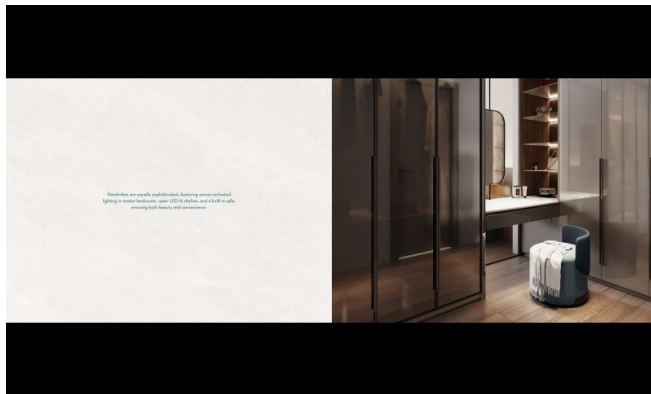 Wardrobes are equally sophisticated, featuring sensor-activated
lighting in master bedrooms, open LED-lit shelves, and a built-in safe,
ensuring both beauty and convenience.